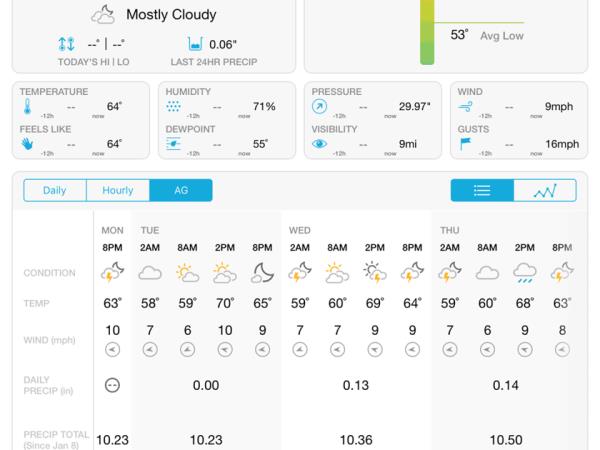 Mostly Cloudy
--° | --°
0.06"
TODAY'S HI | LO
LAST 24HR PRECIP
53° Avg Low
TEMPERATURE
-- 64°
-12h now
FEELS LIKE
-- 64°
-12h now
HUMIDITY
-- 71%
-12h now
DEWPOINT
-- 55°
-12h now
PRESSURE
-- 29.97"
-12h now
VISIBILITY
-- 9mi
-12h now
WIND
-- 9mph
-12h now
GUSTS
-- 16mph
-12h now
Daily Hourly AG
MON TUE WED THU
8PM 2AM 8AM 2PM 8PM 2AM 8AM 2PM 8PM 2AM 8AM 2PM 8PM
CONDITION
TEMP 63° 58° 59° 70° 65° 59° 60° 69° 64° 59° 60° 68° 63°
WIND (mph) 10 7 6 10 9 7 7 9 9 7 6 9 8
DAILY
PRECIP (in) -- 0.00 0.13 0.14
PRECIP TOTAL
(Since Jan 8) 10.23 10.23 10.36 10.50